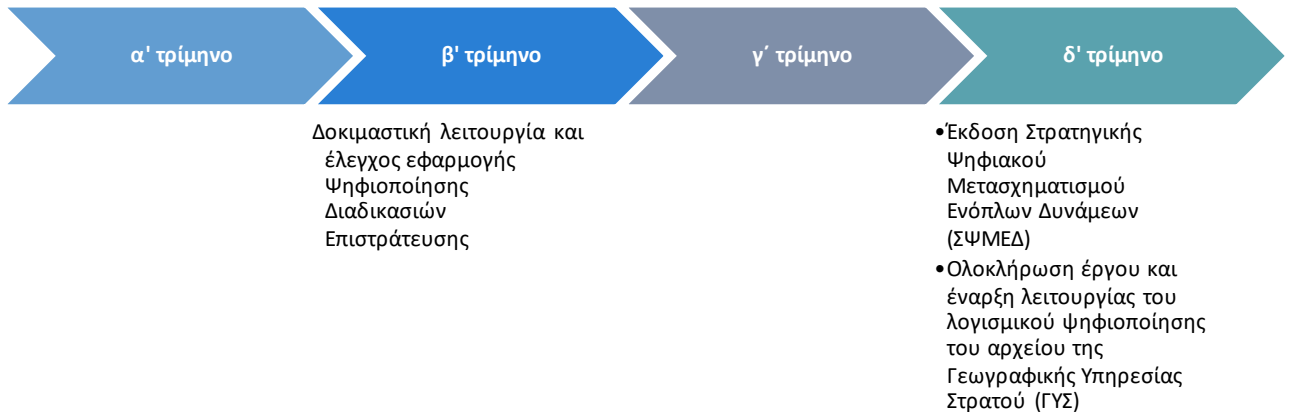 α' τρίμηνο
β' τρίμηνο
γ΄ τρίμηνο
δ' τρίμηνο
Δοκιμαστική λειτουργία και
έλεγχος εφαρμογής
Ψηφιοποίησης
Διαδικασιών
Επιστράτευσης
•Έκδοση Στρατηγικής
Ψηφιακού
Μετασχηματισμού
Ενόπλων Δυνάμεων
(ΣΨΜΕΔ)
•Ολοκλήρωση έργου και
έναρξη λειτουργίας του
λογισμικού ψηφιοποίησης
του αρχείου της
Γεωγραφικής Υπηρεσίας
Στρατού (ΓΥΣ)